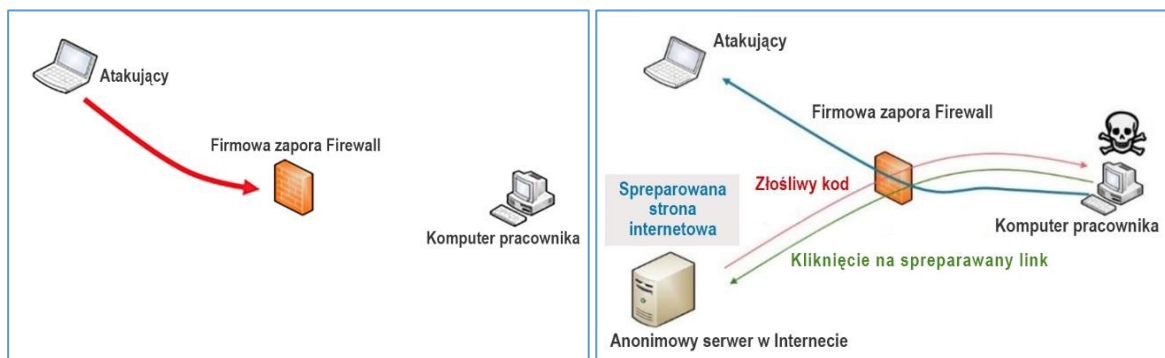 Atakujący
Firmowa zapora Firewall
Komputer pracownika
Atakujący
Firmowa zapora Firewall
Złośliwy kod
Spreparowana
strona
internetowa
Komputer pracownika
Kliknięcie na spreparawany link
Anonimowy serwer w Internecie